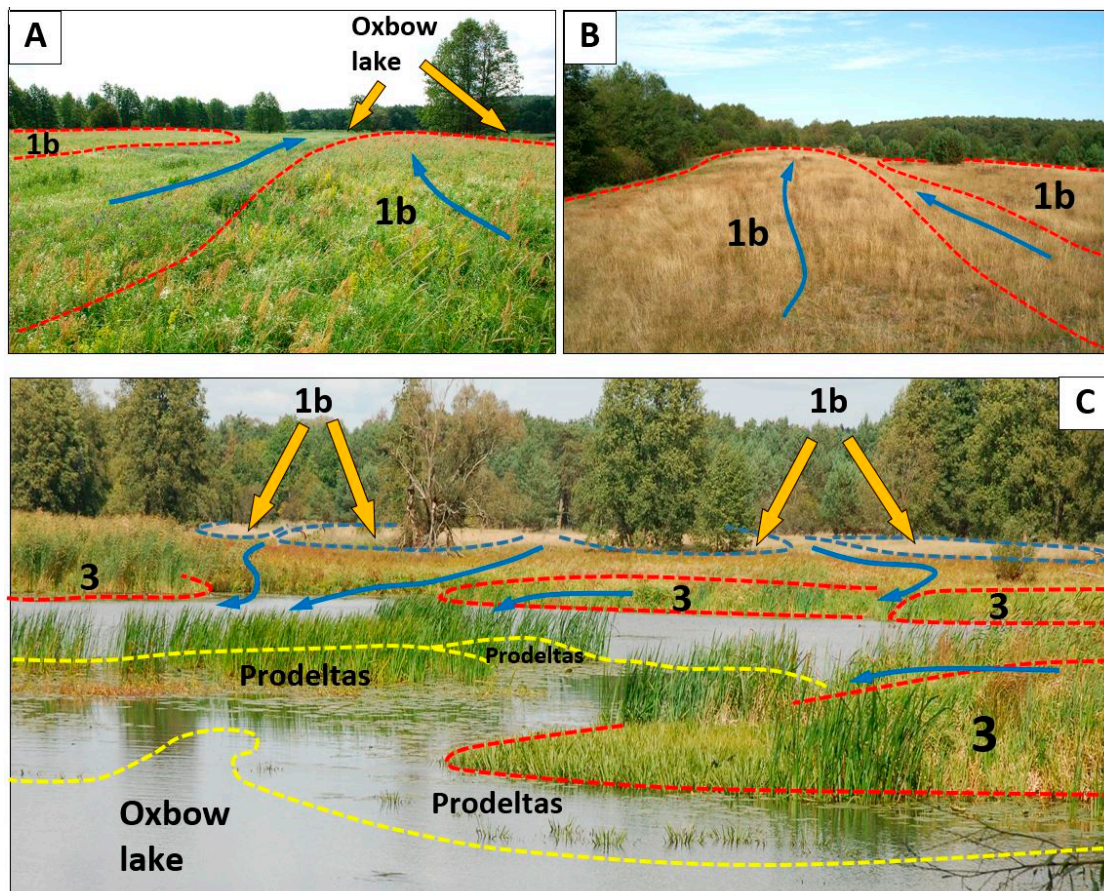 A
Oxbow
lake
1b
1b
B
1b
1b
C
1b
1b
3
3
3
Prodeltas
Prodeltas
3
Prodeltas
Oxbow
lake